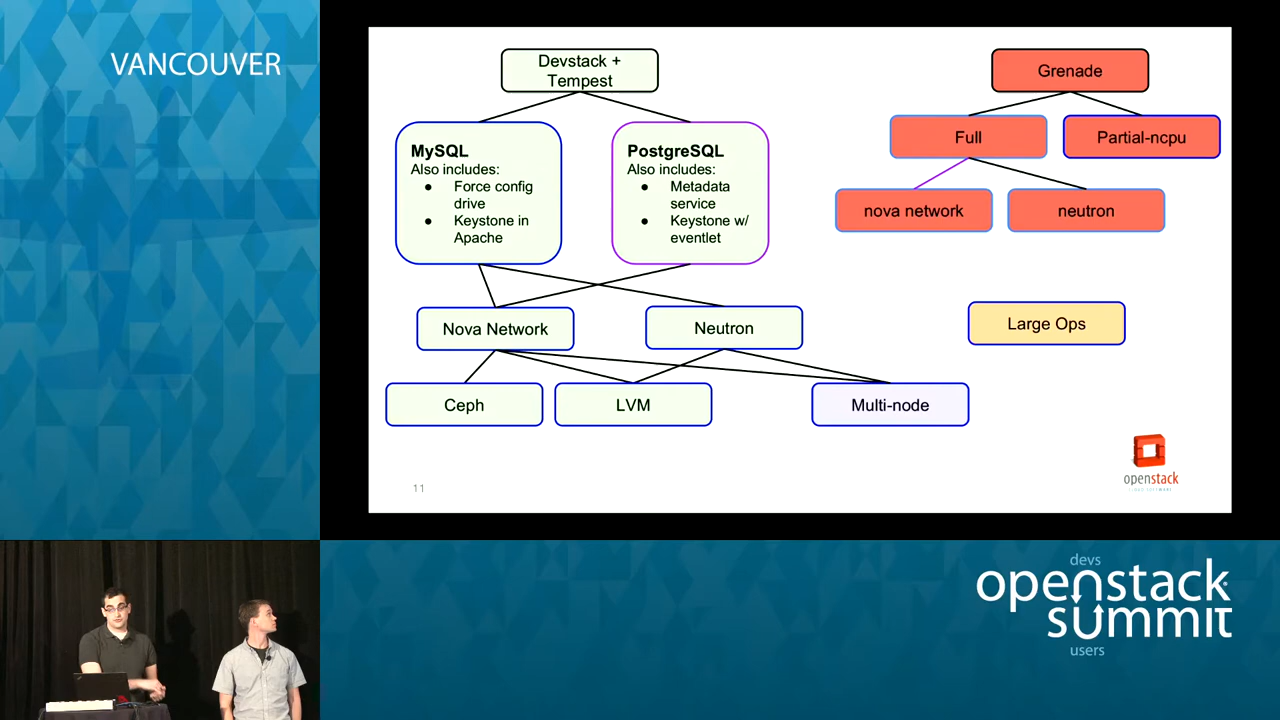 VANCOUVER
Devstack +
Tempest
MySQL
Also includes:
● Force config
drive
● Keystone in
Apache
PostgreSQL
Also includes:
● Metadata
service
● Keystone w/
eventlet
Nova Network
Neutron
Ceph
LVM
Multi-node
Grenade
Full
Partial-ncpu
nova network
neutron
Large Ops
11
openstack
devs
openstack
summit
users